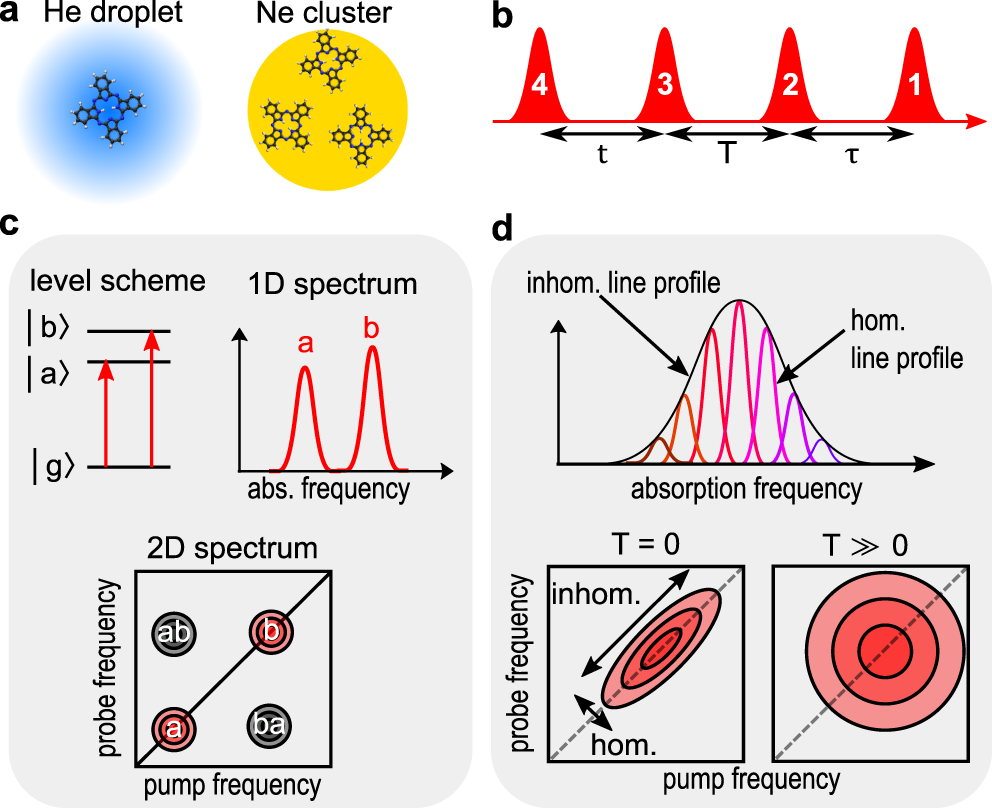 a
He droplet
Ne cluster
b
4
3
2
1
t
T
τ
c
level scheme
|b⟩
|a⟩
|g⟩
1D spectrum
a
b
abs. frequency
2D spectrum
probe frequency
ab
b
a
ba
pump frequency
d
inhom. line profile
hom.
line profile
absorption frequency
T = 0
T ≫ 0
probe frequency
inhom.
hom.
pump frequency